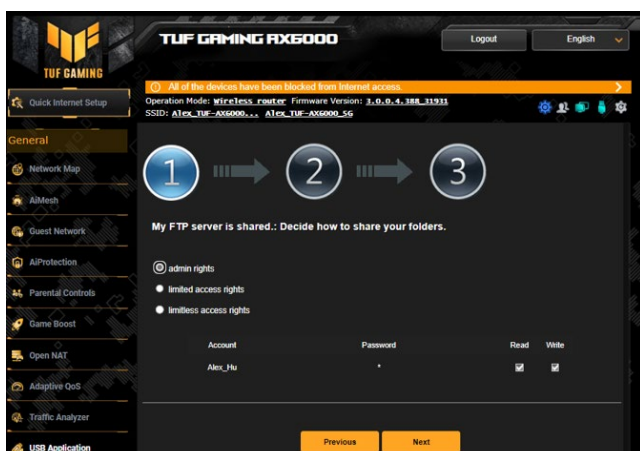 TUF GAMING AX6000
Logout
English
TUF GAMING
All of the devices have been blocked from Internet access.
Quick Internet Setup
Operation Mode: Wireless router Firmware Version: 3.0.0.4.388_31931
SSID: Alex_TUF-AX6000... Alex_TUF-AX6000_5G
General
Network Map
AiMesh
Guest Network
AiProtection
Parental Controls
Game Boost
Open NAT
Adaptive QoS
Traffic Analyzer
USB Application
1
2
3
My FTP server is shared.: Decide how to share your folders.
admin rights
limited access rights
limitless access rights
Account Password Read Write
Alex_Hu *
Previous Next